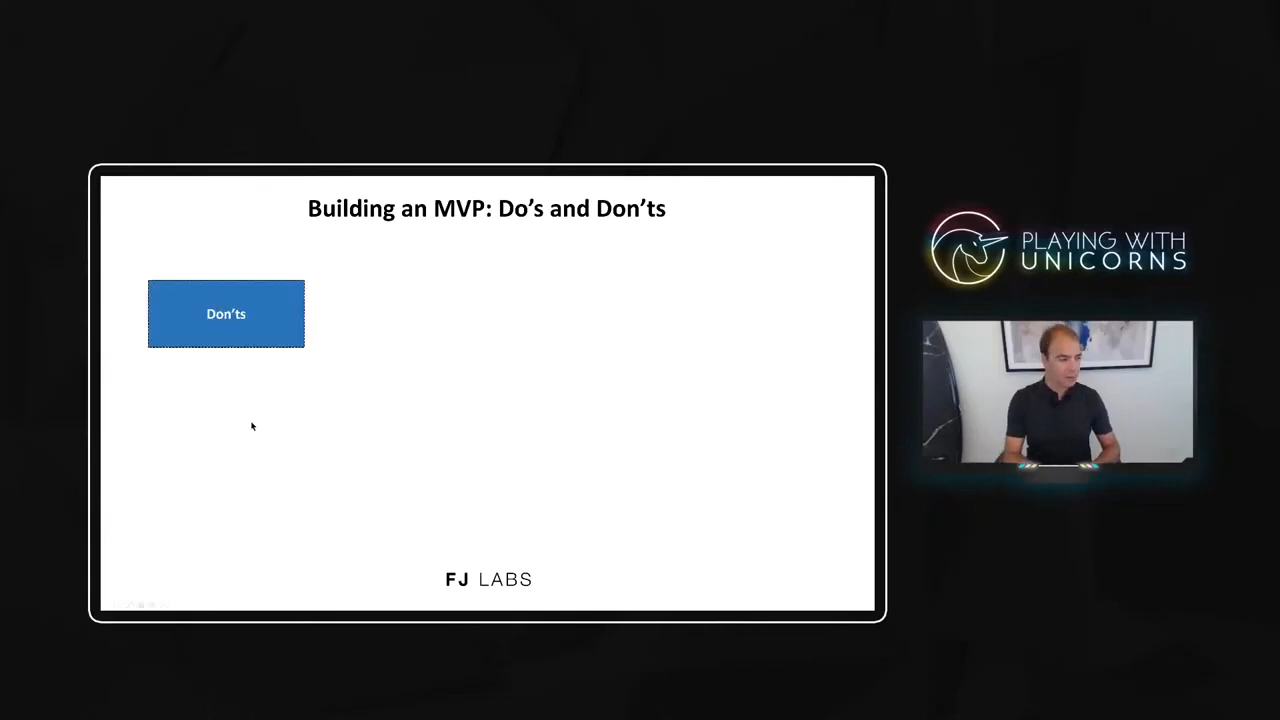 Building an MVP: Do’s and Don’ts
PLAYING WITH
UNICORNS
Don’ts
FJ LABS